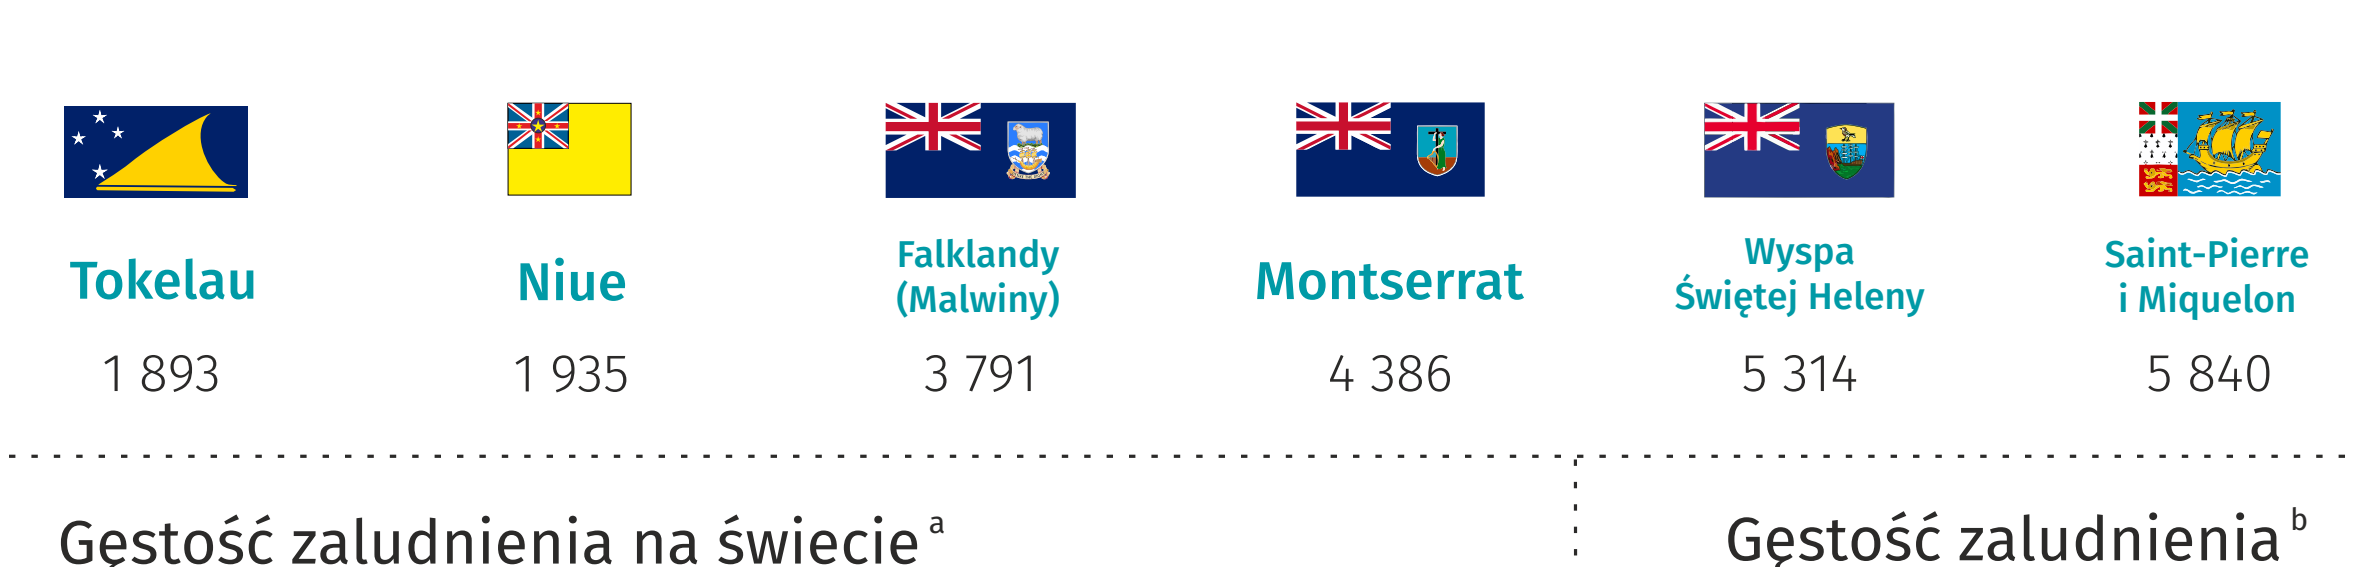 Tokelau
Niue
Falklandy
(Malwiny)
Montserrat
Wyspa
Świętej Heleny
Saint-Pierre
i Miquelon
1 893
1 935
3 791
4 386
5 314
5 840
Gęstość zaludnienia na świecie a
Gęstość zaludnienia b